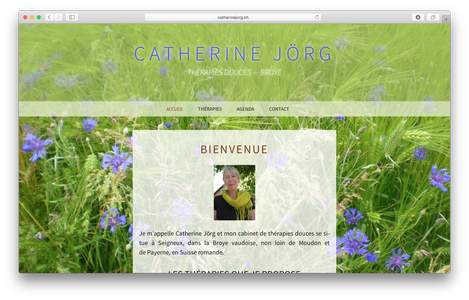 catherinejorg.ch
CATHERINE JÖRG
THÉRAPIES DOUCES – BROYE
ACCUEIL THÉRAPIES AGENDA CONTACT
BIENVENUE
Je m'appelle Catherine Jörg et mon cabinet de thérapies douces se si-
tue à Seigneux, dans la Broye vaudoise, non loin de Moudon et
de Payerne, en Suisse romande.
LES THÉRAPIES QUE JE PROPOSE